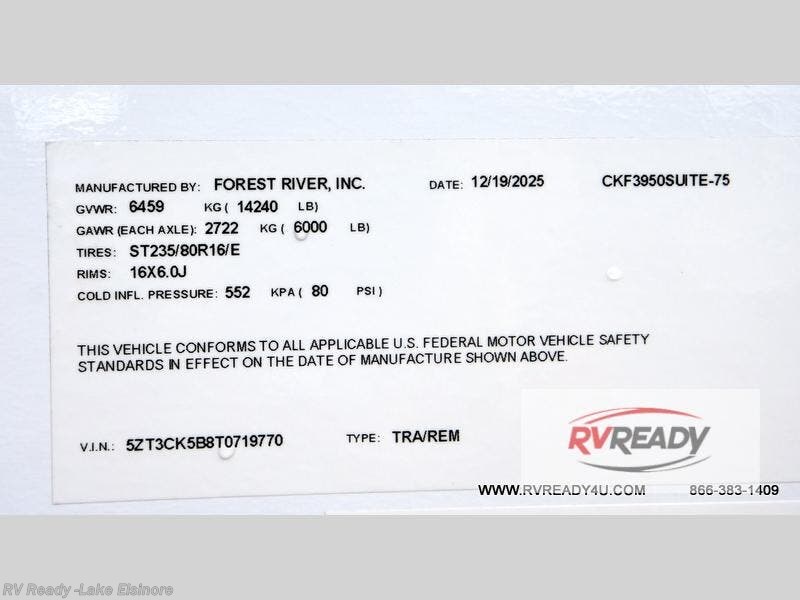 MANUFACTURED BY: FOREST RIVER, INC. DATE: 12/19/2025 CKF3950SUITE-75
GVWR: 6459 KG ( 14240 LB)
GAWR (EACH AXLE): 2722 KG ( 6000 LB)
TIRES: ST235/80R16/E
RIMS: 16X6.0J
COLD INFL. PRESSURE: 552 KPA ( 80 PSI )
THIS VEHICLE CONFORMS TO ALL APPLICABLE U.S. FEDERAL MOTOR VEHICLE SAFETY
STANDARDS IN EFFECT ON THE DATE OF MANUFACTURE SHOWN ABOVE.
V.I.N.: 5ZT3CK5B8T0719770 TYPE: TRA/REM
RVREADY
WWW.RVREADY4U.COM 866-383-1409
RV Ready -Lake Elsinore